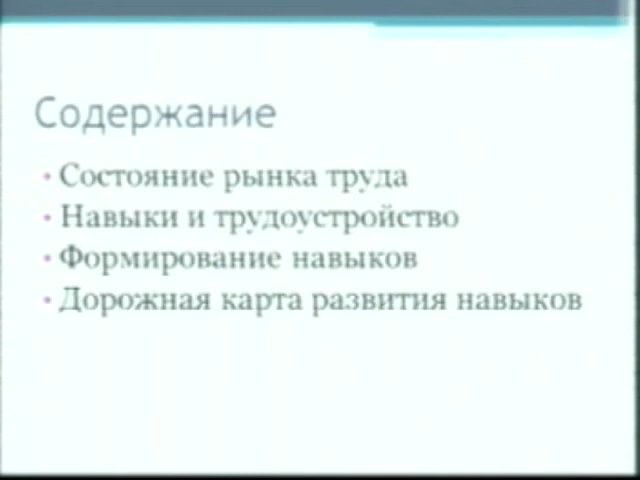 Содержание
• Состояние рынка труда
• Навыки и трудоустройство
• Формирование навыков
• Дорожная карта развития навыков